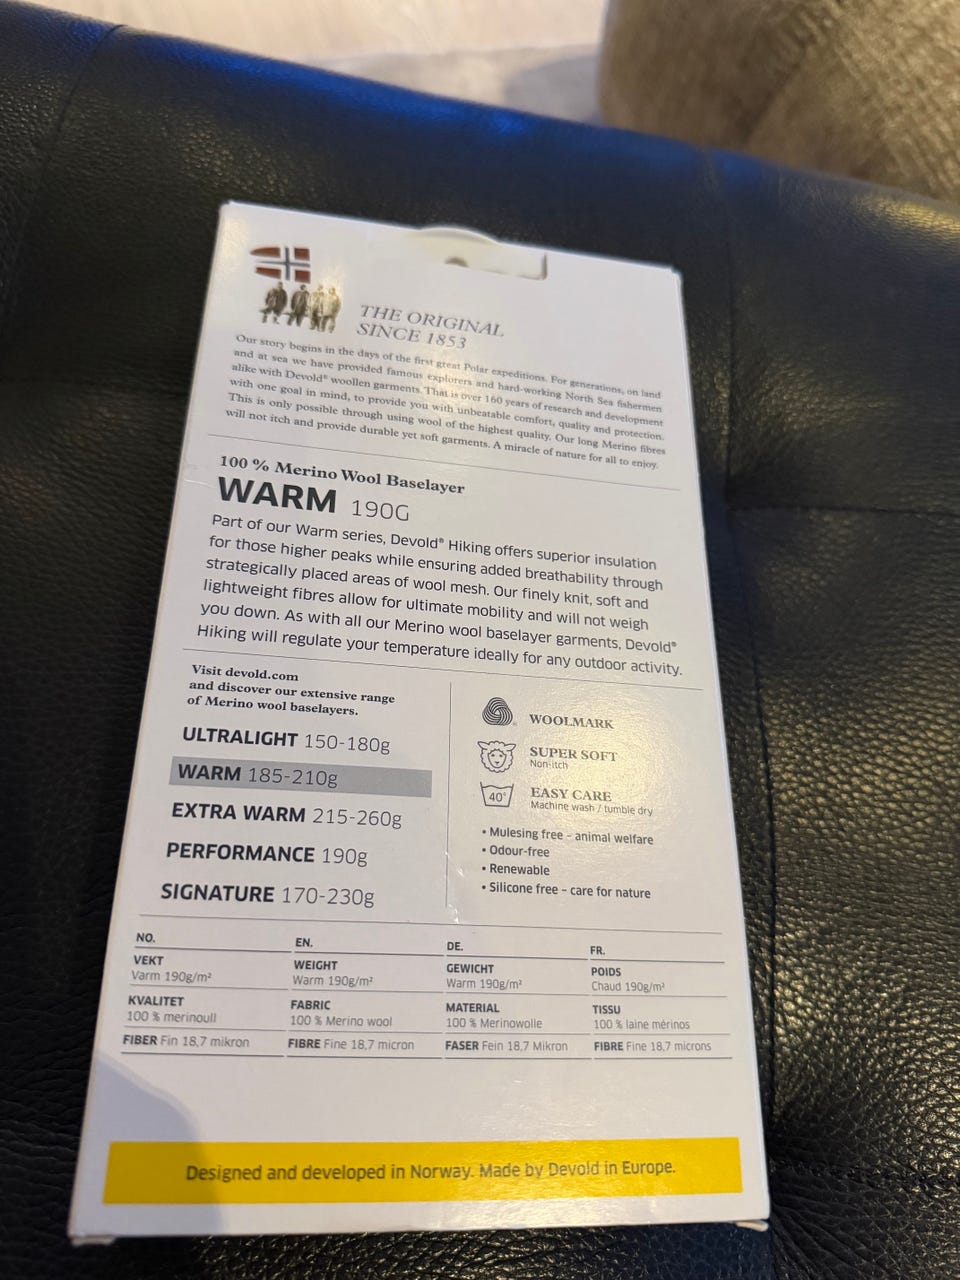 THE ORIGINAL
SINCE 1853
Our story begins in the days of the first great Polar expeditions. For generations, on land
and at sea we have provided famous explorers and hard-working North Sea fishermen
alike with Devold® woollen garments. That is over 160 years of research and development
with one goal in mind, to provide you with unbeatable comfort, quality and protection.
This is only possible through using wool of the highest quality. Our long Merino fibres
will not itch and provide durable yet soft garments. A miracle of nature for all to enjoy.
100 % Merino Wool Baselayer
WARM 190G
Part of our Warm series, Devold® Hiking offers superior insulation
for those higher peaks while ensuring added breathability through
strategically placed areas of wool mesh. Our finely knit, soft and
lightweight fibres allow for ultimate mobility and will not weigh
you down. As with all our Merino wool baselayer garments, Devold®
Hiking will regulate your temperature ideally for any outdoor activity.
Visit devold.com
and discover our extensive range
of Merino wool baselayers.
ULTRALIGHT 150-180g
WARM 185-210g
EXTRA WARM 215-260g
PERFORMANCE 190g
SIGNATURE 170-230g
WOOLMARK
SUPER SOFT
Non-itch
40°
EASY CARE
Machine wash / tumble dry
• Mulesing free - animal welfare
• Odour-free
• Renewable
• Silicone free - care for nature
NO.
VEKT
Varm 190g/m²
KVALITET
100 % merinoull
FIBER Fin 18,7 mikron
EN.
WEIGHT
Warm 190g/m²
FABRIC
100 % Merino wool
FIBRE Fine 18,7 micron
DE.
GEWICHT
Warm 190g/m²
MATERIAL
100 % Merinowolle
FASER Fein 18,7 Mikron
FR.
POIDS
Chaud 190g/m²
TISSU
100 % laine mérinos
FIBRE Fine 18,7 microns
Designed and developed in Norway. Made by Devold in Europe.